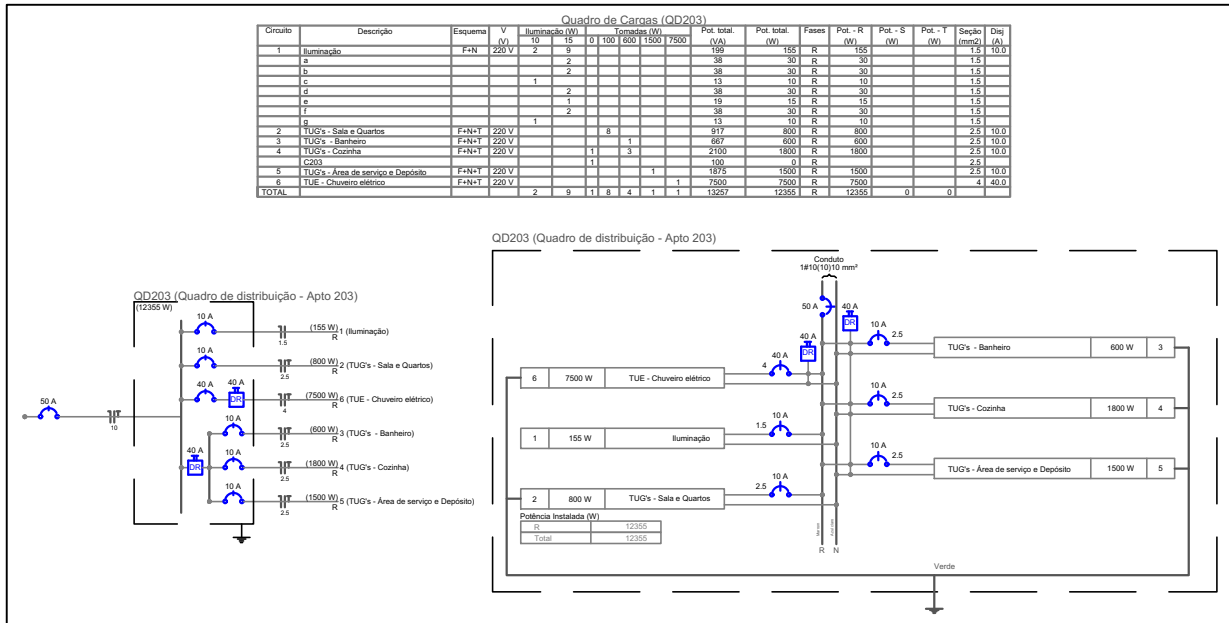 Quadro de Cargas (QD203)
Circuito Descrição Esquema V (V) Iluminação (W) Tomadas (W) Pot. total. (VA) Pot. total. (W) Fases Pot. - R (W) Pot. - S (W) Pot. - T (W) Seção (mm2) Disj (A)
10 15 0 100 600 1500 7500
1 Iluminação F+N 220 V 2 9 199 155 R 155 1.5 10.0
a 2 38 30 R 30 1.5
b 2 38 30 R 30 1.5
c 1 13 10 R 10 1.5
d 2 38 30 R 30 1.5
e 1 19 15 R 15 1.5
f 2 38 30 R 30 1.5
g 1 13 10 R 10 1.5
2 TUG's - Sala e Quartos F+N+T 220 V 8 917 800 R 800 2.5 10.0
3 TUG's - Banheiro F+N+T 220 V 1 667 600 R 600 2.5 10.0
4 TUG's - Cozinha F+N+T 220 V 1 3 2100 1800 R 1800 2.5 10.0
C203 1 100 0 R 2.5
5 TUG's - Área de serviço e Depósito F+N+T 220 V 1 1875 1500 R 1500 2.5 10.0
6 TUE - Chuveiro elétrico F+N+T 220 V 1 7500 7500 R 7500 4 40.0
TOTAL 2 9 1 8 4 1 1 13257 12355 R 12355 0 0
QD203 (Quadro de distribuição - Apto 203)
(12355 W)
50 A
10
10 A
1.5
(155 W) 1 (Iluminação)
R
10 A
2.5
(800 W) 2 (TUG's - Sala e Quartos)
R
40 A
40 A
DR
4
(7500 W) 6 (TUE - Chuveiro elétrico)
R
10 A
2.5
(600 W) 3 (TUG's - Banheiro)
R
40 A
DR
10 A
2.5
(1800 W) 4 (TUG's - Cozinha)
R
10 A
2.5
(1500 W) 5 (TUG's - Área de serviço e Depósito)
R
QD203 (Quadro de distribuição - Apto 203)
Conduto
1#10(10)10 mm²
50 A
40 A
DR
40 A
DR
10 A
2.5
TUG's - Banheiro 600 W 3
40 A
4
6 7500 W TUE - Chuveiro elétrico
10 A
2.5
TUG's - Cozinha 1800 W 4
10 A
1.5
1 155 W Iluminação
10 A
2.5
TUG's - Área de serviço e Depósito 1500 W 5
10 A
2.5
2 800 W TUG's - Sala e Quartos
Potência Instalada (W)
R 12355
Total 12355
R N
Verde